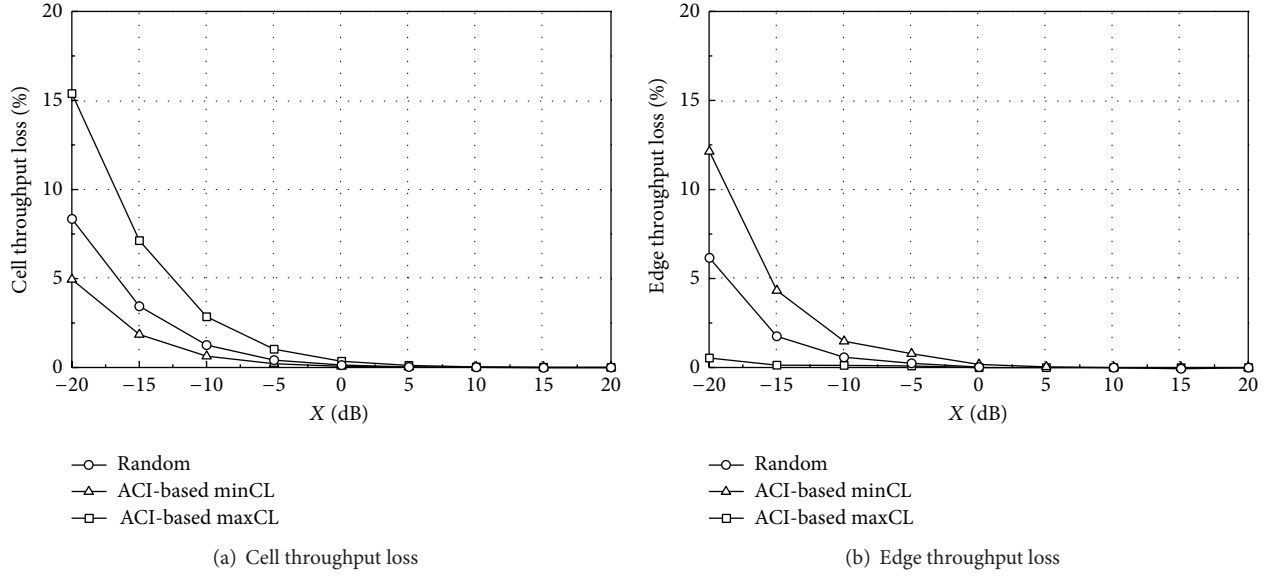 20
15
10
5
0
Cell throughput loss (%)
−20 −15 −10 −5 0 5 10 15 20
X (dB)
Random
ACI-based minCL
ACI-based maxCL
(a) Cell throughput loss
20
15
10
5
0
Edge throughput loss (%)
−20 −15 −10 −5 0 5 10 15 20
X (dB)
Random
ACI-based minCL
ACI-based maxCL
(b) Edge throughput loss